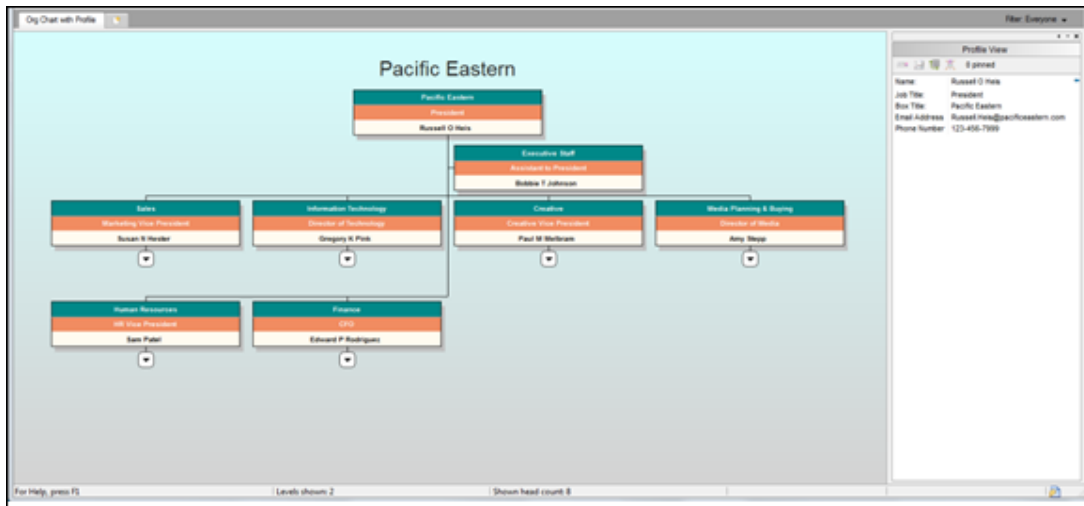 Org Chart with Profile
Filter: Everyone
Pacific Eastern
Pacific Eastern
President
Russell O Heis
Executive Staff
Assistant to President
Bobbie T Johnson
Sales
Marketing Vice President
Susan N Hester
Information Technology
Director of Technology
Gregory K Pink
Creative
Creative Vice President
Paul M Melbram
Media Planning & Buying
Director of Media
Amy Stepp
Human Resources
HR Vice President
Sam Patel
Finance
CFO
Edward P Rodriguez
Profile View
0 pinned
Name: Russell O Heis
Job Title: President
Box Title: Pacific Eastern
Email Address Russell.Heis@pacificeastern.com
Phone Number 123-456-7999
For Help, press F1
Levels shown: 2
Shown head count: 8